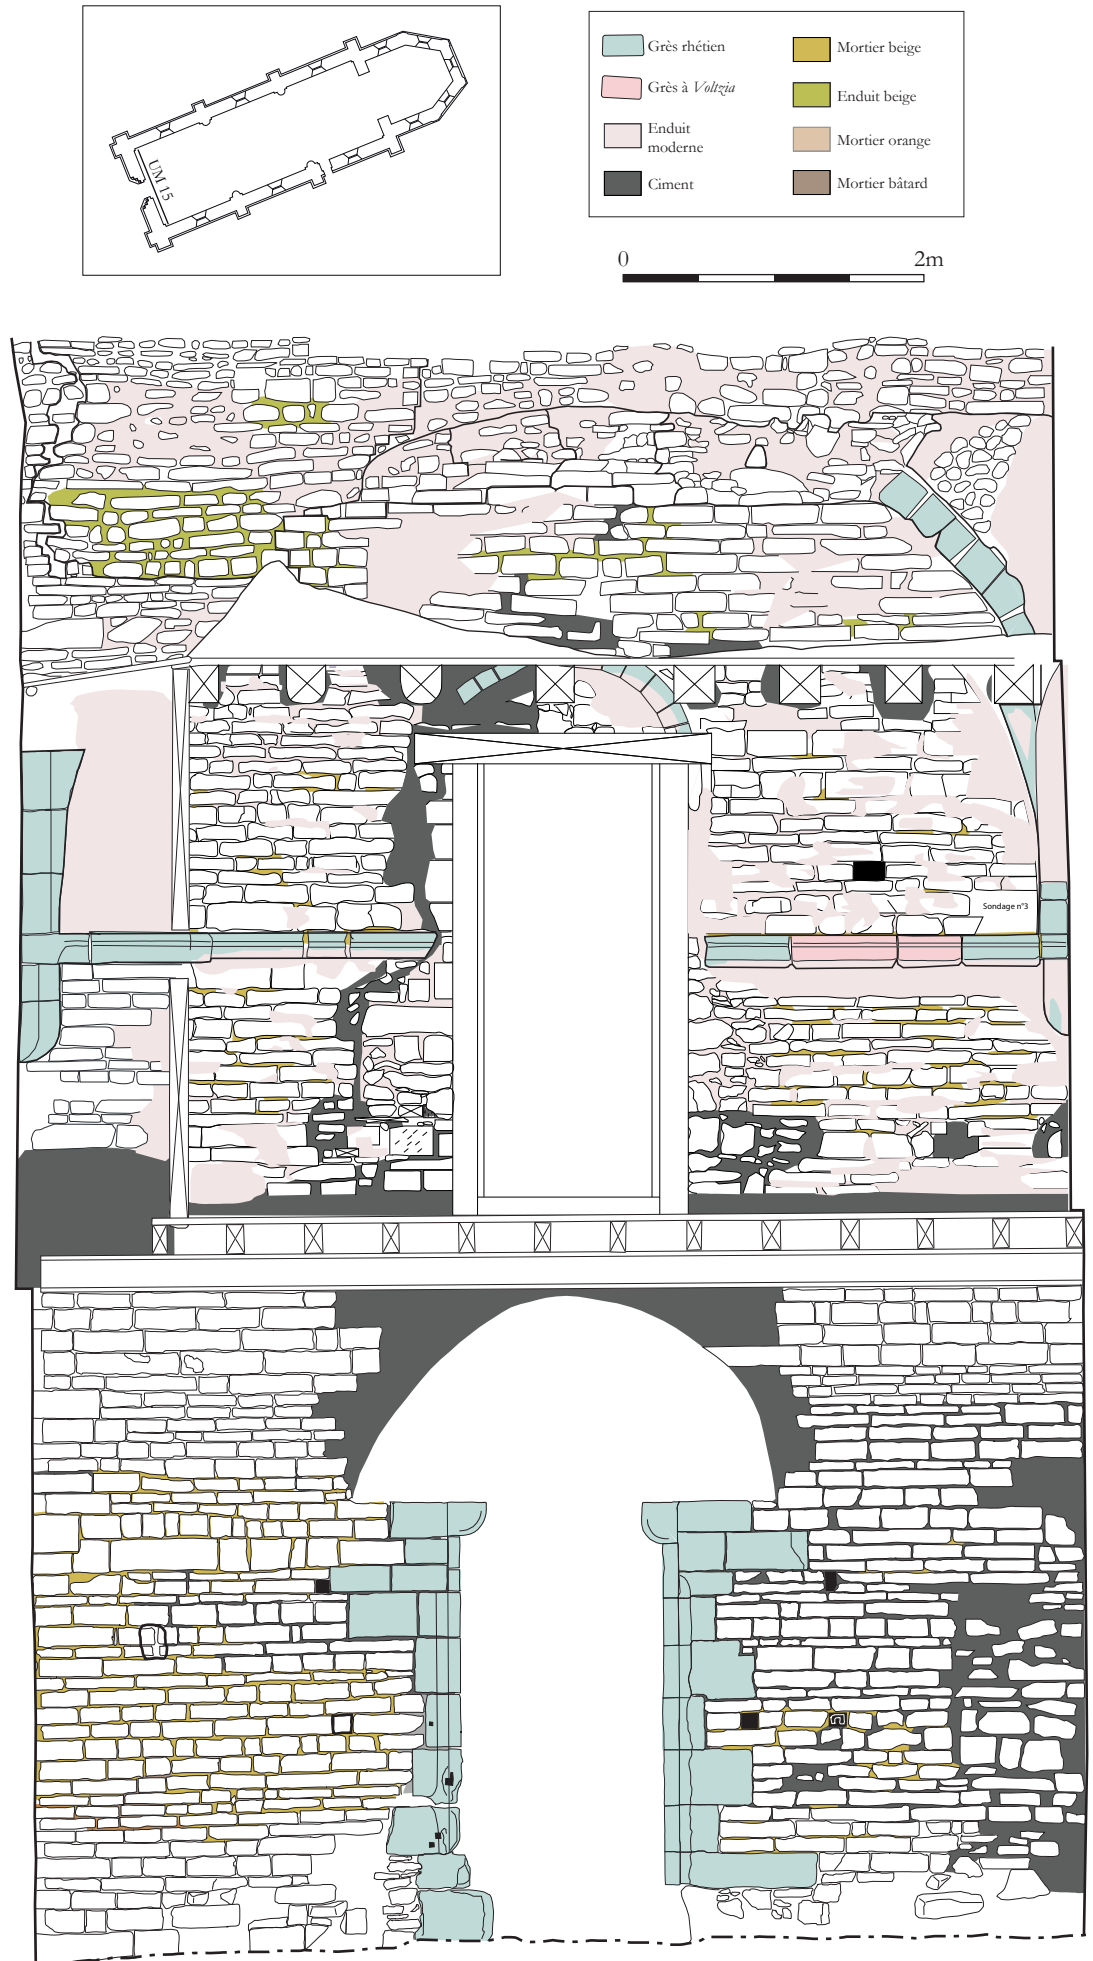 UM 15
Grès rhétien
Grès à Voltzia
Enduit
moderne
Ciment
Mortier beige
Enduit beige
Mortier orange
Mortier bâtard
0 2m
Sondage n°3